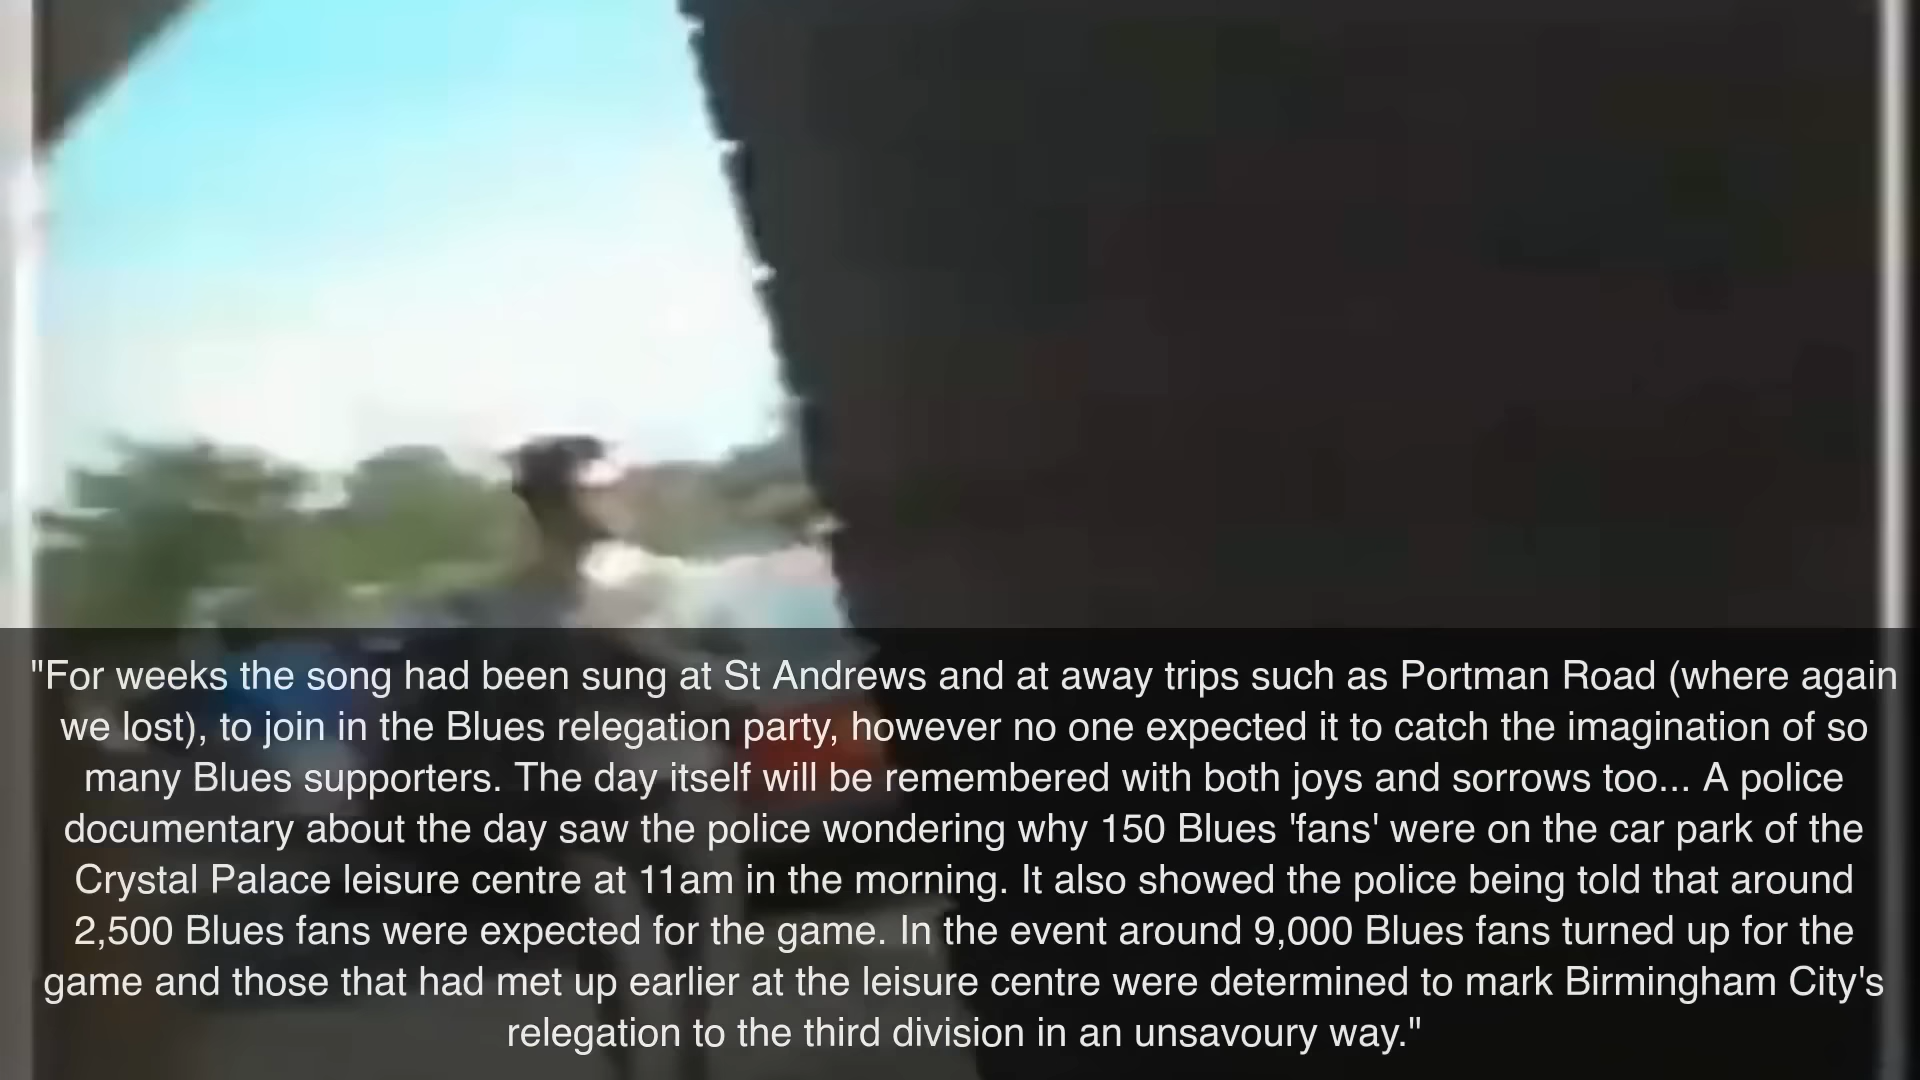 "For weeks the song had been sung at St Andrews and at away trips such as Portman Road (where again
we lost), to join in the Blues relegation party, however no one expected it to catch the imagination of so
many Blues supporters. The day itself will be remembered with both joys and sorrows too... A police
documentary about the day saw the police wondering why 150 Blues 'fans' were on the car park of the
Crystal Palace leisure centre at 11am in the morning. It also showed the police being told that around
2,500 Blues fans were expected for the game. In the event around 9,000 Blues fans turned up for the
game and those that had met up earlier at the leisure centre were determined to mark Birmingham City's
relegation to the third division in an unsavoury way."